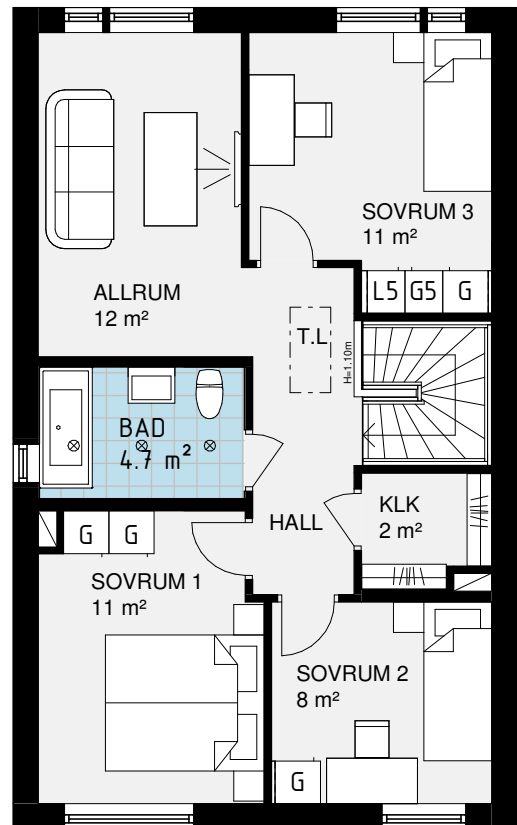 SOVRUM 3
11 m²
L5 G5 G
ALLRUM
12 m²
T.L
H=1.10m
BAD
4.7 m²
KLK
2 m²
HALL
G G
SOVRUM 1
11 m²
SOVRUM 2
8 m²
G